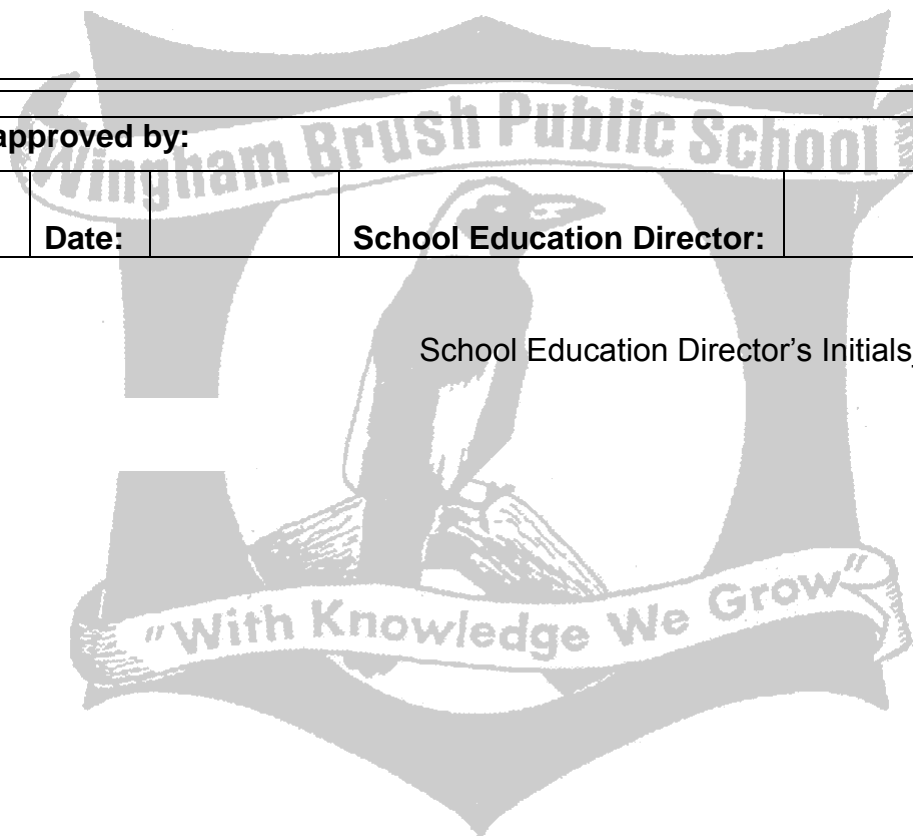 Wingham Brush Public School
approved by:
Date: School Education Director:
School Education Director’s Initials
"With Knowledge We Grow"